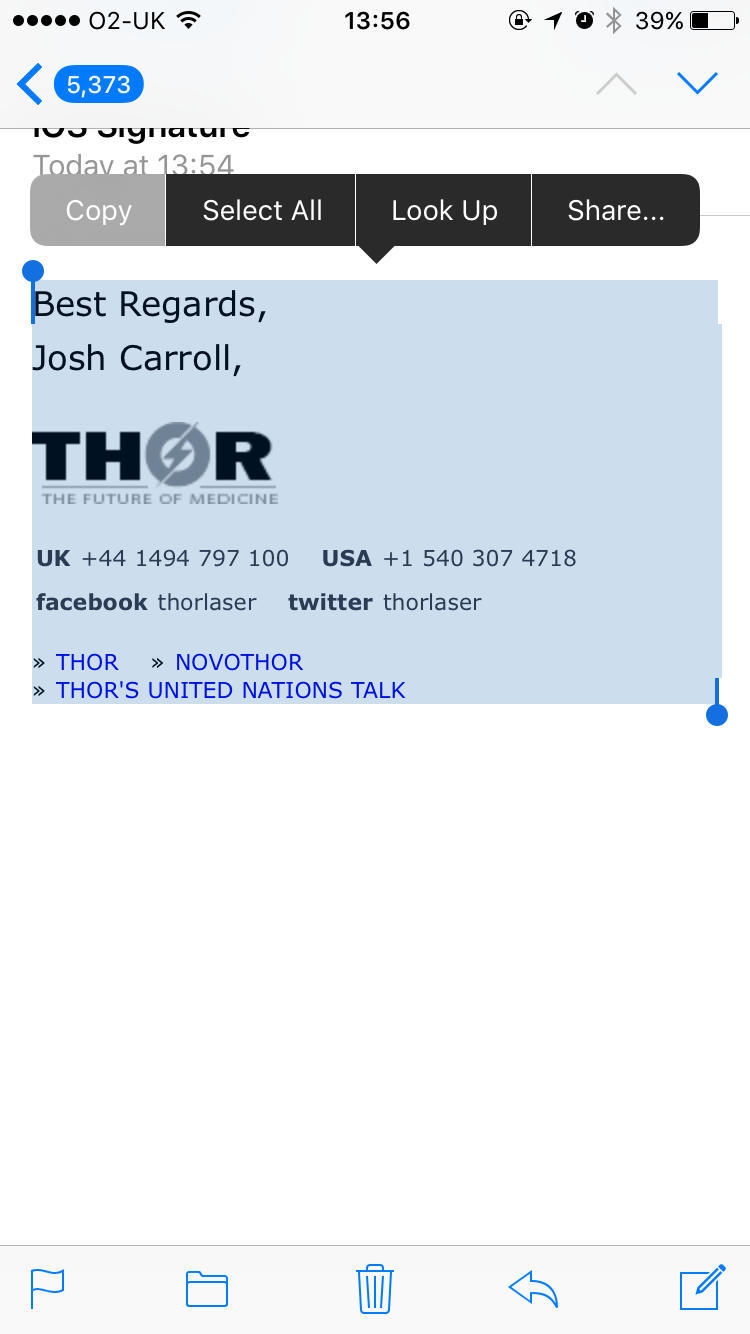 O2-UK 13:56 39%
5,373
iOS Signature
Today at 13:54
Copy Select All Look Up Share...
Best Regards,
Josh Carroll,
THOR
THE FUTURE OF MEDICINE
UK +44 1494 797 100 USA +1 540 307 4718
facebook thorlaser twitter thorlaser
» THOR » NOVOTHOR
» THOR'S UNITED NATIONS TALK